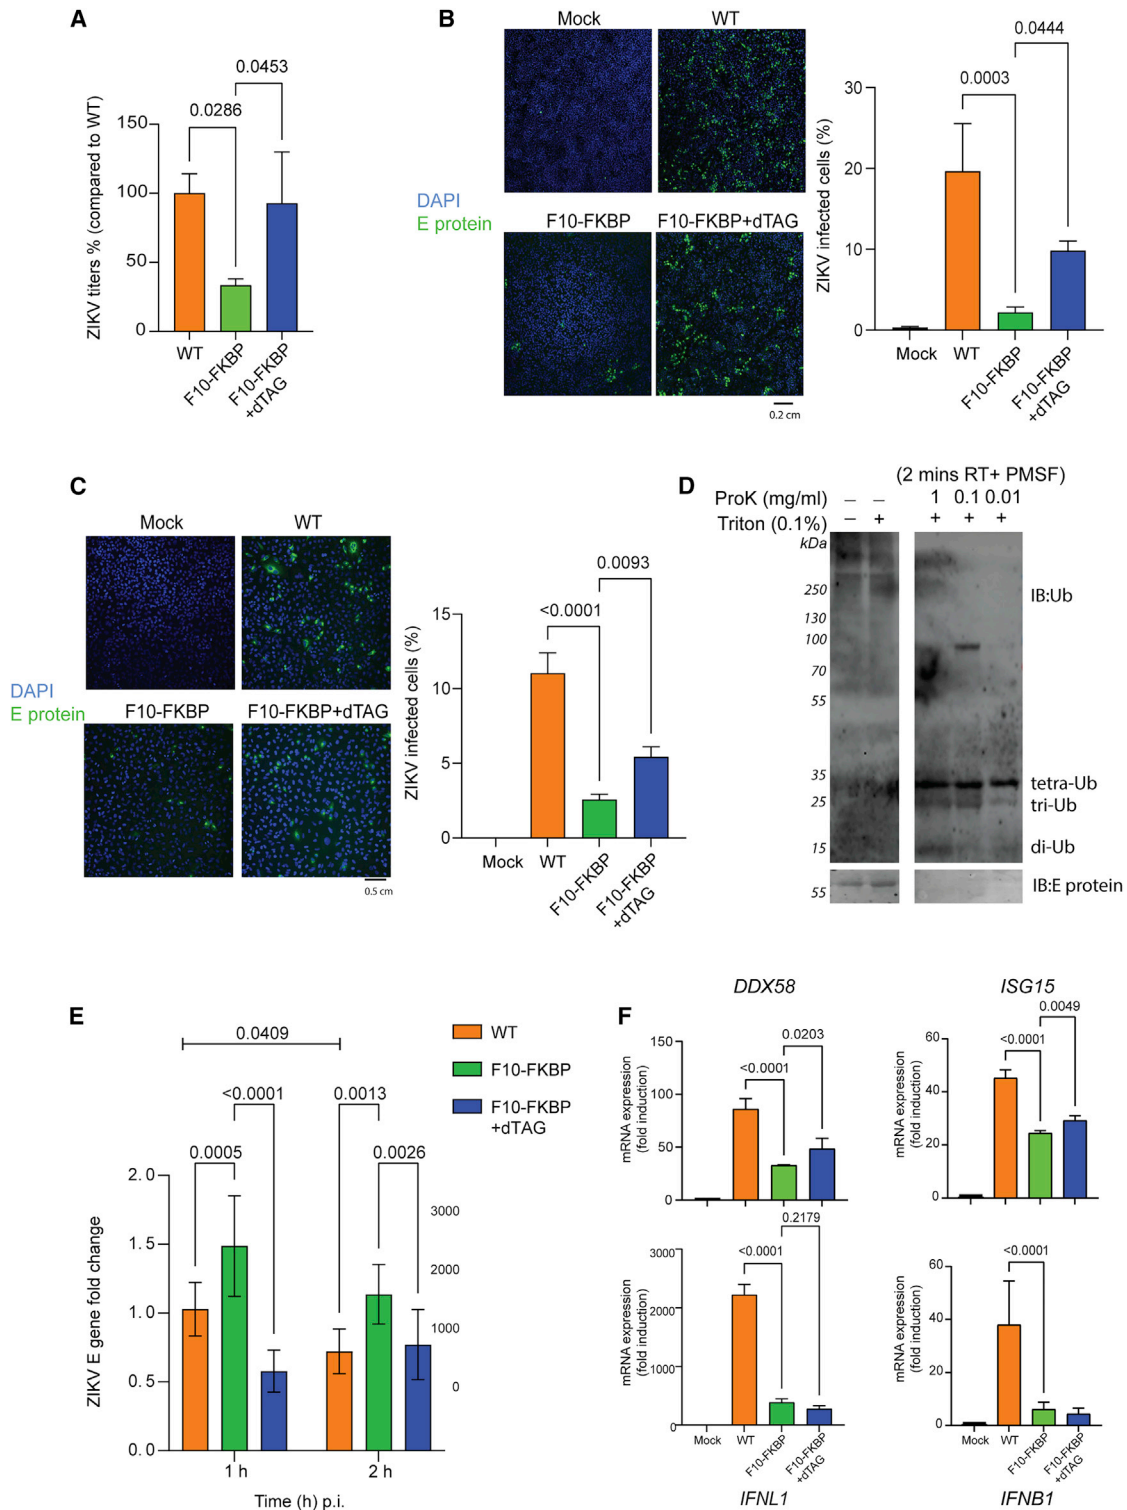 A
ZIKV titers % (compared to WT)
150
100
50
0
0.0286
0.0453
WT
F10-FKBP
F10-FKBP
+dTAG
B
Mock
WT
DAPI
E protein
F10-FKBP
F10-FKBP+dTAG
0.2 cm
ZIKV infected cells (%)
30
20
10
0
0.0003
0.0444
Mock
WT
F10-FKBP
F10-FKBP
+dTAG
C
Mock
WT
DAPI
E protein
F10-FKBP
F10-FKBP+dTAG
0.5 cm
ZIKV infected cells (%)
15
10
5
0
<0.0001
0.0093
Mock
WT
F10-FKBP
F10-FKBP
+dTAG
D
(2 mins RT+ PMSF)
ProK (mg/ml) – – 1 0.1 0.01
Triton (0.1%) – + + + +
kDa
250
130
100
70
55
35
25
15
55
IB:Ub
tetra-Ub
tri-Ub
di-Ub
IB:E protein
E
ZIKV E gene fold change
2.0
1.5
1.0
0.5
0.0
0.0409
<0.0001
0.0013
0.0005
0.0026
3000
2000
1000
0
1 h
2 h
Time (h) p.i.
WT
F10-FKBP
F10-FKBP
+dTAG
F
DDX58
mRNA expression
(fold induction)
150
100
50
0
<0.0001
0.0203
ISG15
mRNA expression
(fold induction)
60
40
20
0
<0.0001
0.0049
mRNA expression
(fold induction)
3000
2000
1000
0
<0.0001
0.2179
Mock
WT
F10-FKBP
F10-FKBP
+dTAG
IFNL1
mRNA expression
(fold induction)
60
40
20
0
<0.0001
Mock
WT
F10-FKBP
F10-FKBP
+dTAG
IFNB1